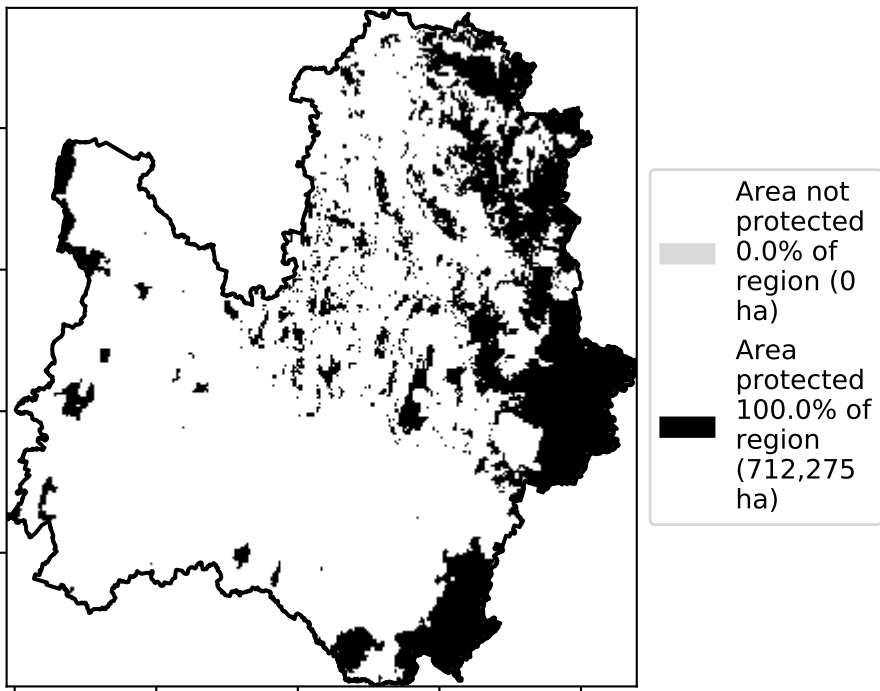 Area not
protected
0.0% of
region (0
ha)
Area
protected
100.0% of
region
(712,275
ha)